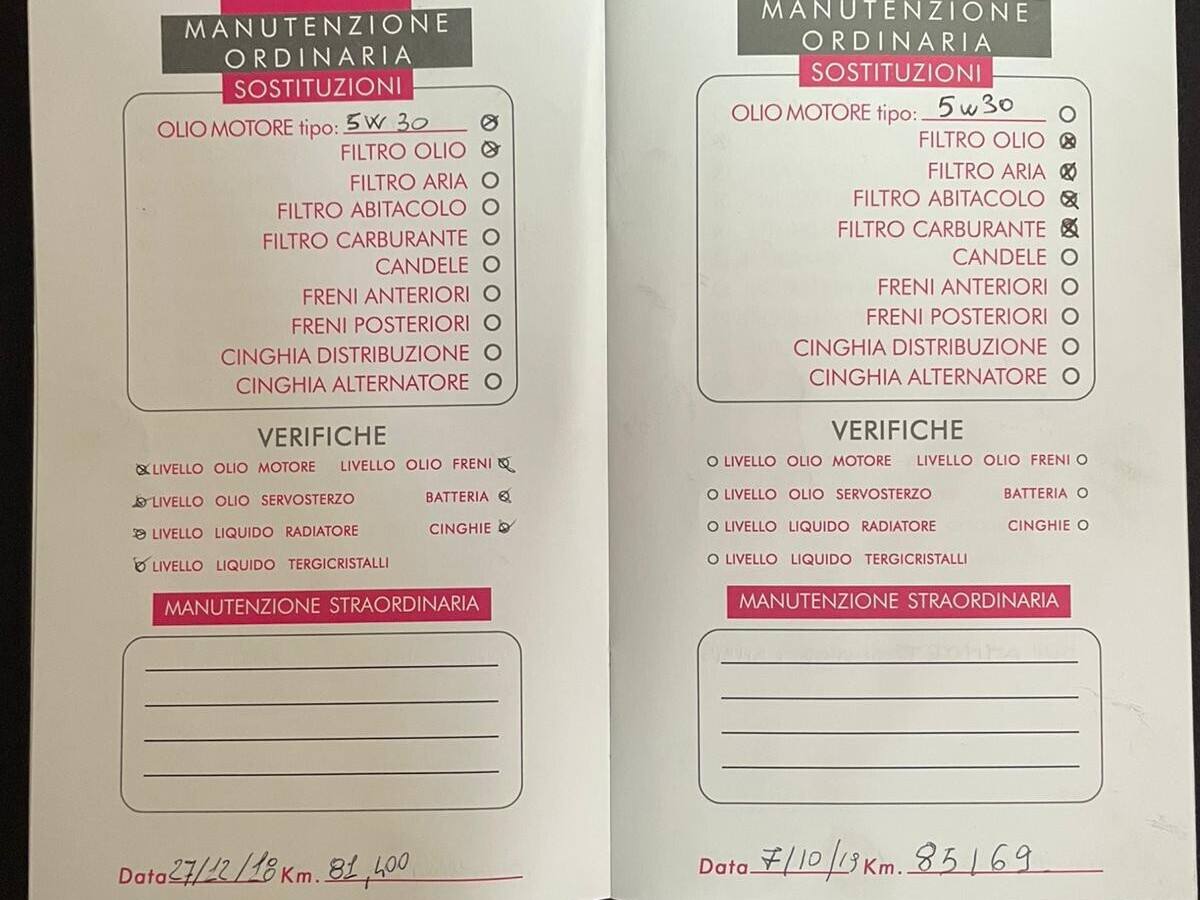 MANUTENZIONE
ORDINARIA
SOSTITUZIONI
OLIO MOTORE tipo: 5W30
FILTRO OLIO
FILTRO ARIA
FILTRO ABITACOLO
FILTRO CARBURANTE
CANDELE
FRENI ANTERIORI
FRENI POSTERIORI
CINGHIA DISTRIBUZIONE
CINGHIA ALTERNATORE
VERIFICHE
LIVELLO OLIO MOTORE LIVELLO OLIO FRENI
LIVELLO OLIO SERVOSTERZO BATTERIA
LIVELLO LIQUIDO RADIATORE CINGHIE
LIVELLO LIQUIDO TERGICRISTALLI
MANUTENZIONE STRAORDINARIA
Data 27/12/18 Km. 81,400
MANUTENZIONE
ORDINARIA
SOSTITUZIONI
OLIO MOTORE tipo: 5W30
FILTRO OLIO
FILTRO ARIA
FILTRO ABITACOLO
FILTRO CARBURANTE
CANDELE
FRENI ANTERIORI
FRENI POSTERIORI
CINGHIA DISTRIBUZIONE
CINGHIA ALTERNATORE
VERIFICHE
LIVELLO OLIO MOTORE LIVELLO OLIO FRENI
LIVELLO OLIO SERVOSTERZO BATTERIA
LIVELLO LIQUIDO RADIATORE CINGHIE
LIVELLO LIQUIDO TERGICRISTALLI
MANUTENZIONE STRAORDINARIA
Data 7/10/19 Km. 85169